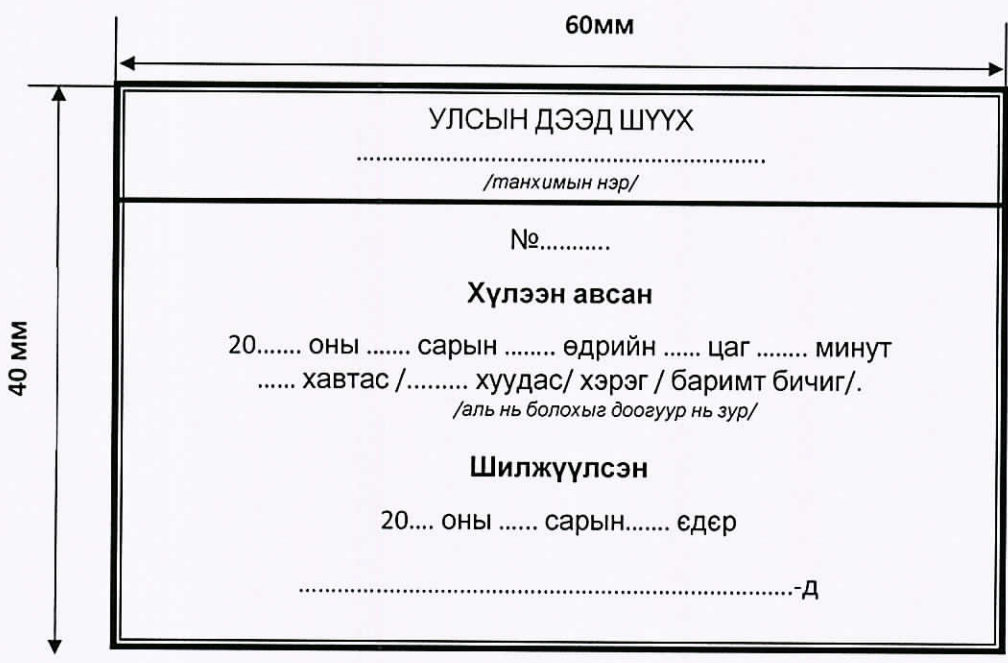 60мм
УЛСЫН ДЭЭД ШҮҮХ
....................................................................
/танхимын нэр/
40 мм
№...........
Хүлээн авсан
20....... оны ....... сарын ........ өдрийн ...... цаг ........ минут
...... хавтас /......... хуудас/ хэрэг / баримт бичиг/.
/аль нь болохыг доогуур нь зур/
Шилжүүлсэн
20.... оны ...... сарын....... єдєр
..................................................................................-д